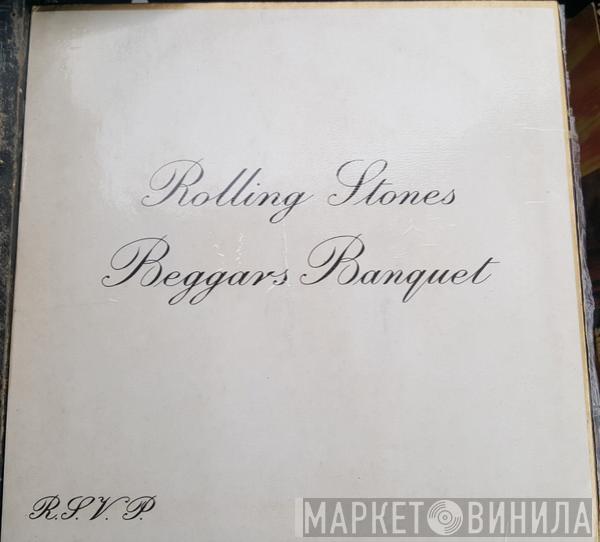 Rolling Stones
Beggars Banquet
R.S.V.P.
МАРКЕТ ВИНИЛА